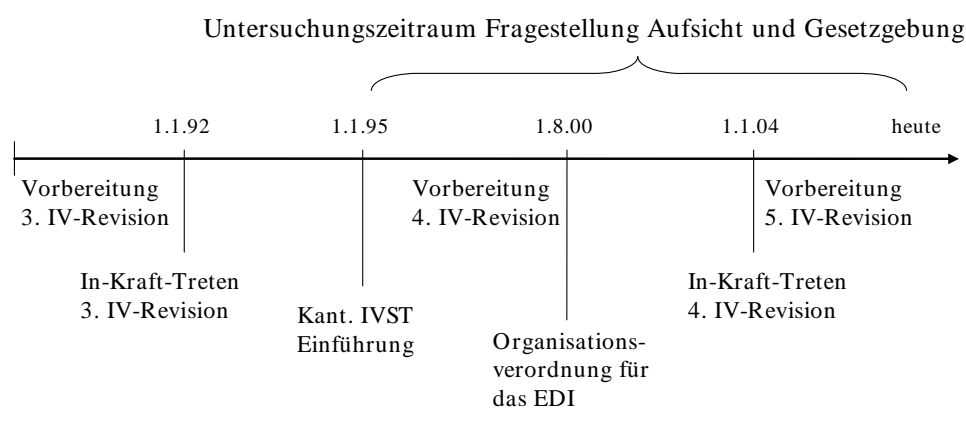 Untersuchungszeitraum Fragestellung Aufsicht und Gesetzgebung
1.1.92 1.1.95 1.8.00 1.1.04 heute
Vorbereitung
3. IV-Revision
Vorbereitung
4. IV-Revision
Vorbereitung
5. IV-Revision
In-Kraft-Treten
3. IV-Revision
Kant. IVST
Einführung
Organisations-
verordnung für
das EDI
In-Kraft-Treten
4. IV-Revision